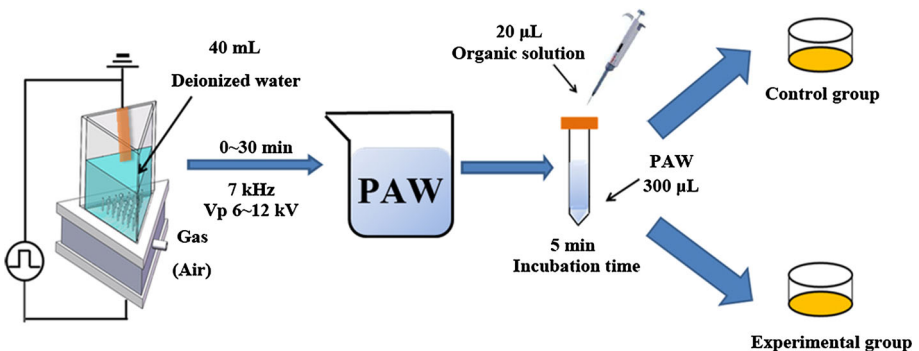 40 mL
Deionized water
Gas
(Air)
0~30 min
7 kHz
Vp 6~12 kV
PAW
20 μL
Organic solution
PAW
300 μL
5 min
Incubation time
Control group
Experimental group